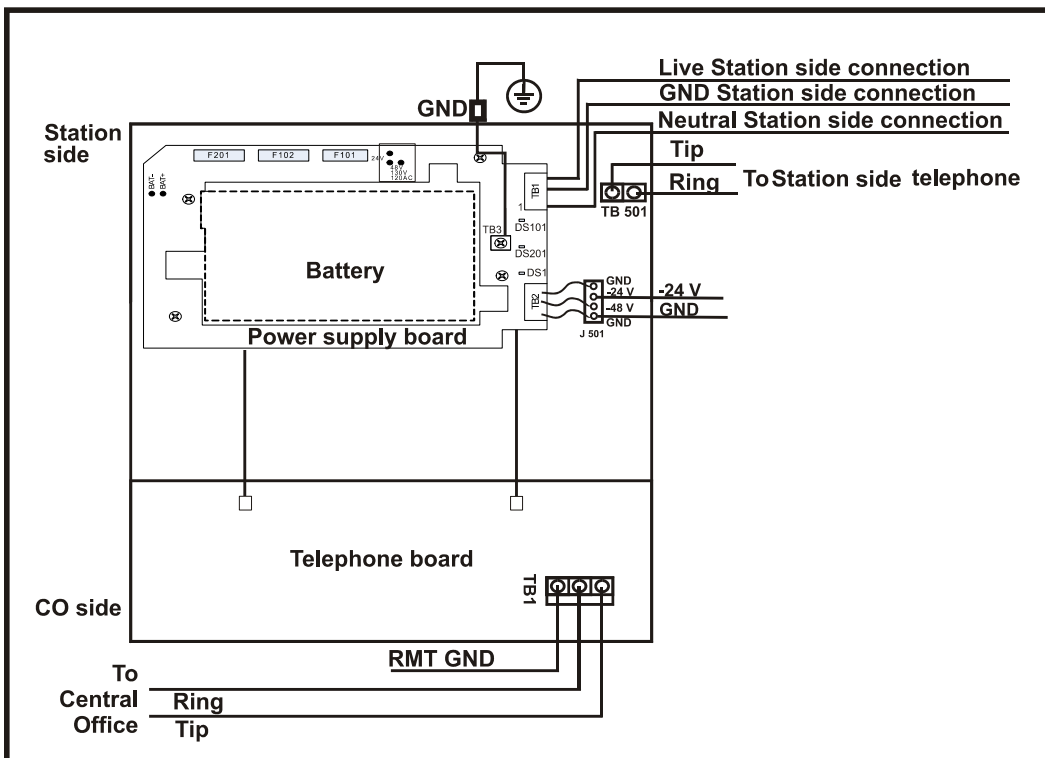 Live Station side connection
GND Station side connection
Neutral Station side connection
GND
Station
side
Tip
Ring
To Station side telephone
TB 501
F201
F102
F101
24V
48V
130V
120AC
BAT-
BAT+
TB1
1
DS101
TB3
DS201
DS1
TB2
Battery
Power supply board
GND
-24 V
-48 V
GND
J 501
-24 V
GND
Telephone board
TB1
CO side
RMT GND
To
Central
Office
Ring
Tip